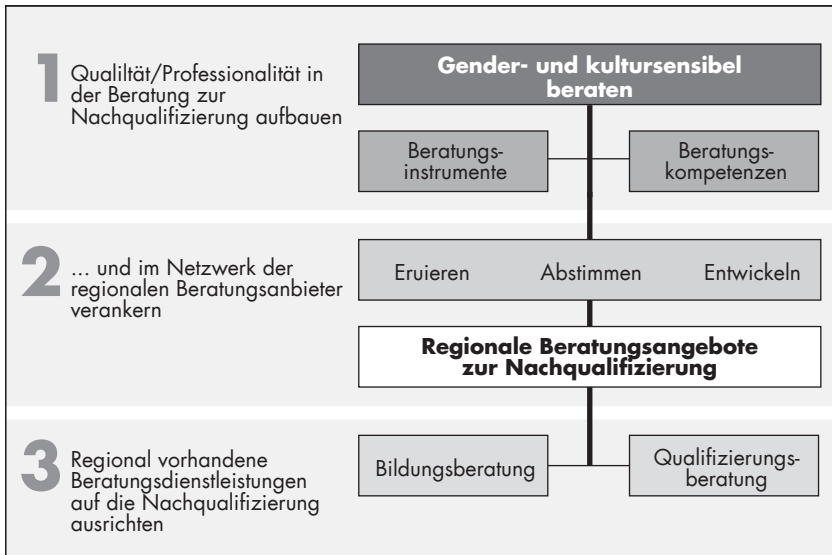 1
Qualiltät/Professionalität in
der Beratung zur
Nachqualifizierung aufbauen
Gender- und kultursensibel
beraten
Beratungs-
instrumente
Beratungs-
kompetenzen
2
... und im Netzwerk der
regionalen Beratungsanbieter
verankern
Eruieren Abstimmen Entwickeln
Regionale Beratungsangebote
zur Nachqualifizierung
3
Regional vorhandene
Beratungsdienstleistungen
auf die Nachqualifizierung
ausrichten
Bildungsberatung
Qualifizierungs-
beratung